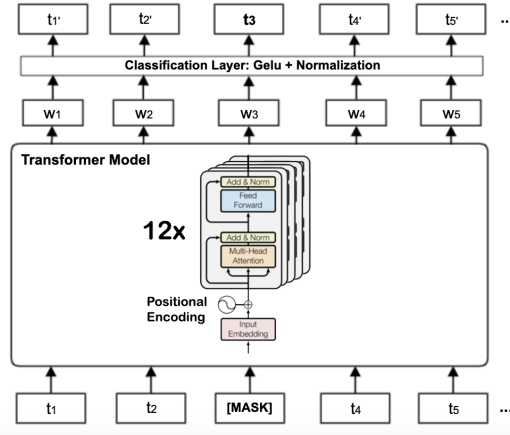 t1' t2' t3 t4' t5' ...
Classification Layer: Gelu + Normalization
w1 w2 w3 w4 w5
Transformer Model
12x
Add & Norm
Feed
Forward
Add & Norm
Multi-Head
Attention
Positional
Encoding
Input
Embedding
t1 t2 [MASK] t4 t5 ...